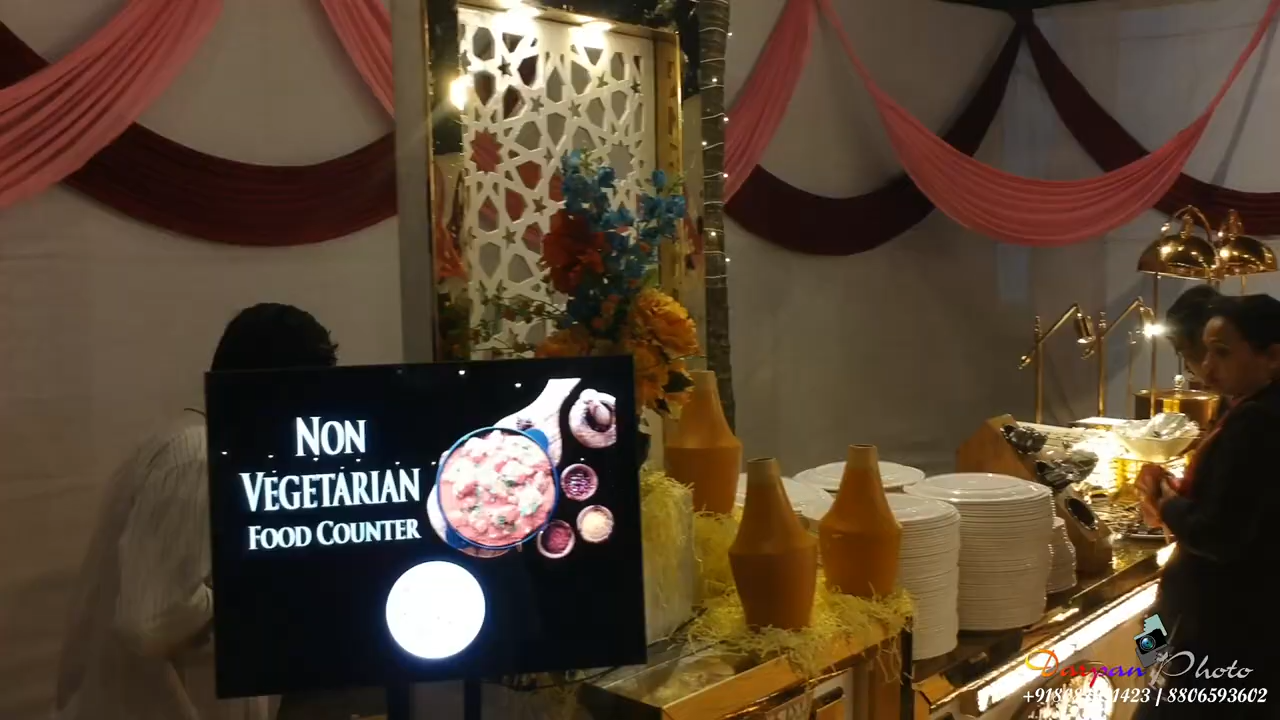 NON
VEGETARIAN
FOOD COUNTER
Darpan Photo
| 8806593602